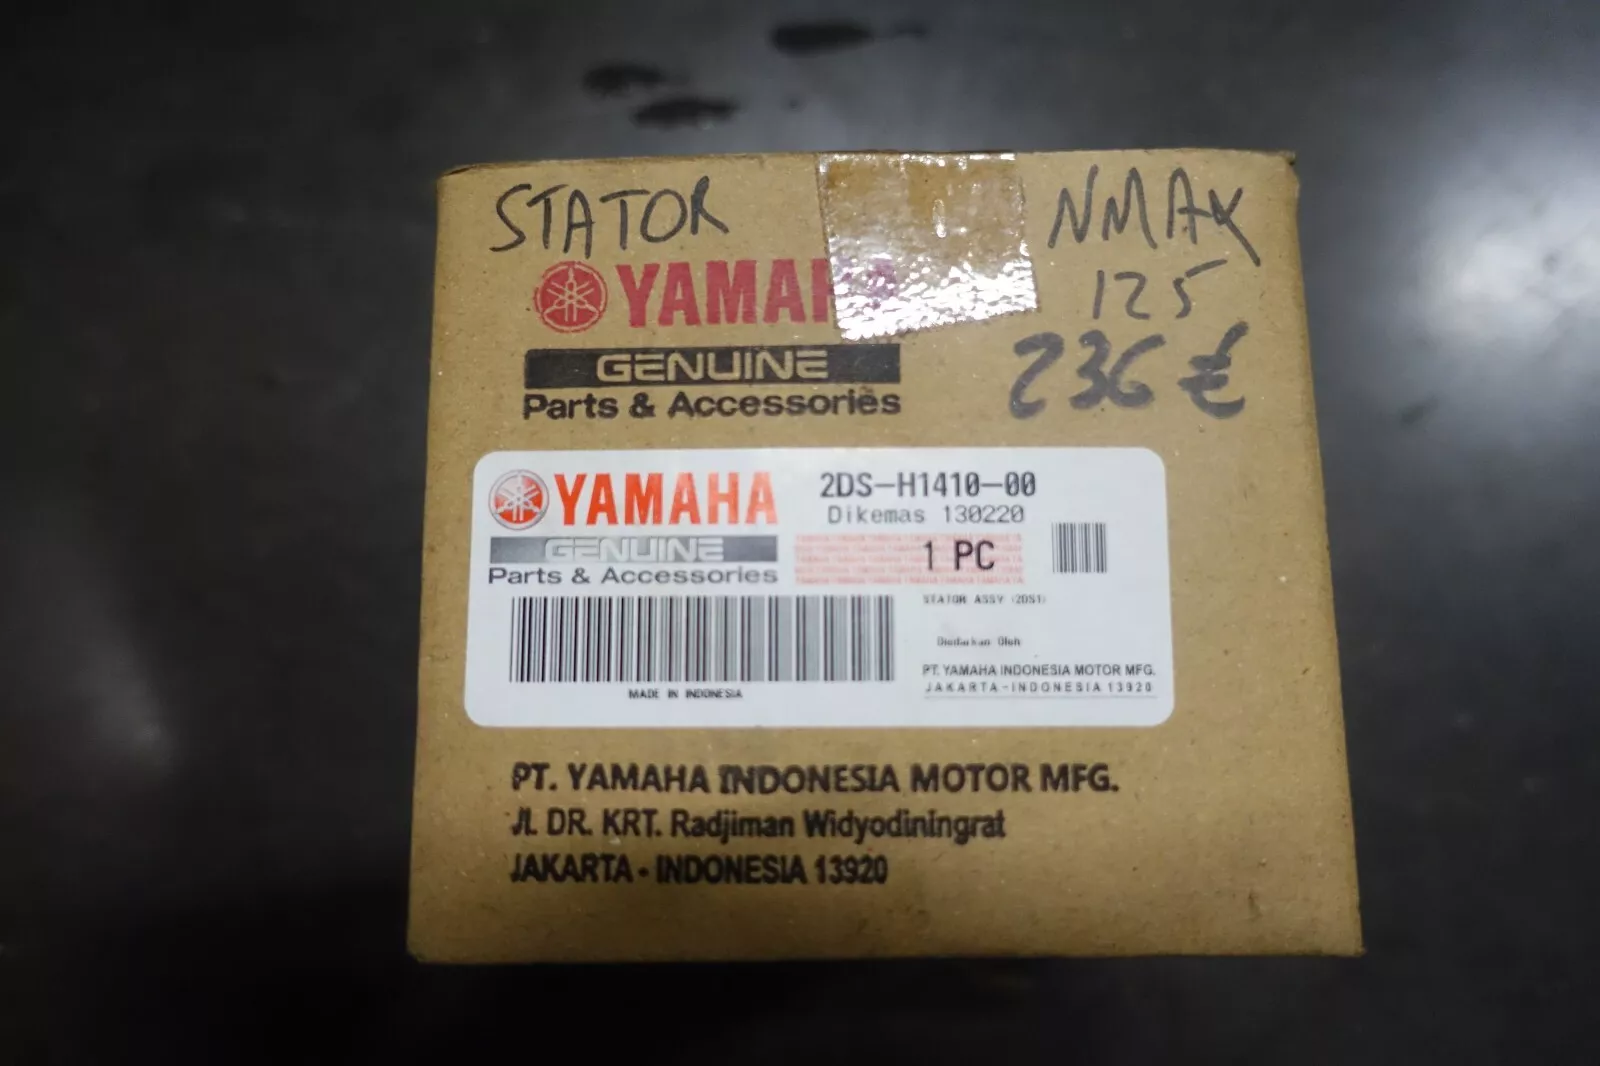 STATOR
NMAX
125
236 €
YAMAH
GENUINE
Parts & Accessories
YAMAHA
GENUINE
Parts & Accessories
2DS-H1410-00
Dikemas 130220
1 PC
STATOR ASSY (2DS1)
Diedarkan Oleh
PT. YAMAHA INDONESIA MOTOR MFG.
JAKARTA-INDONESIA 13920
MADE IN INDONESIA
PT. YAMAHA INDONESIA MOTOR MFG.
Jl. DR. KRT. Radjiman Widyodiningrat
JAKARTA - INDONESIA 13920